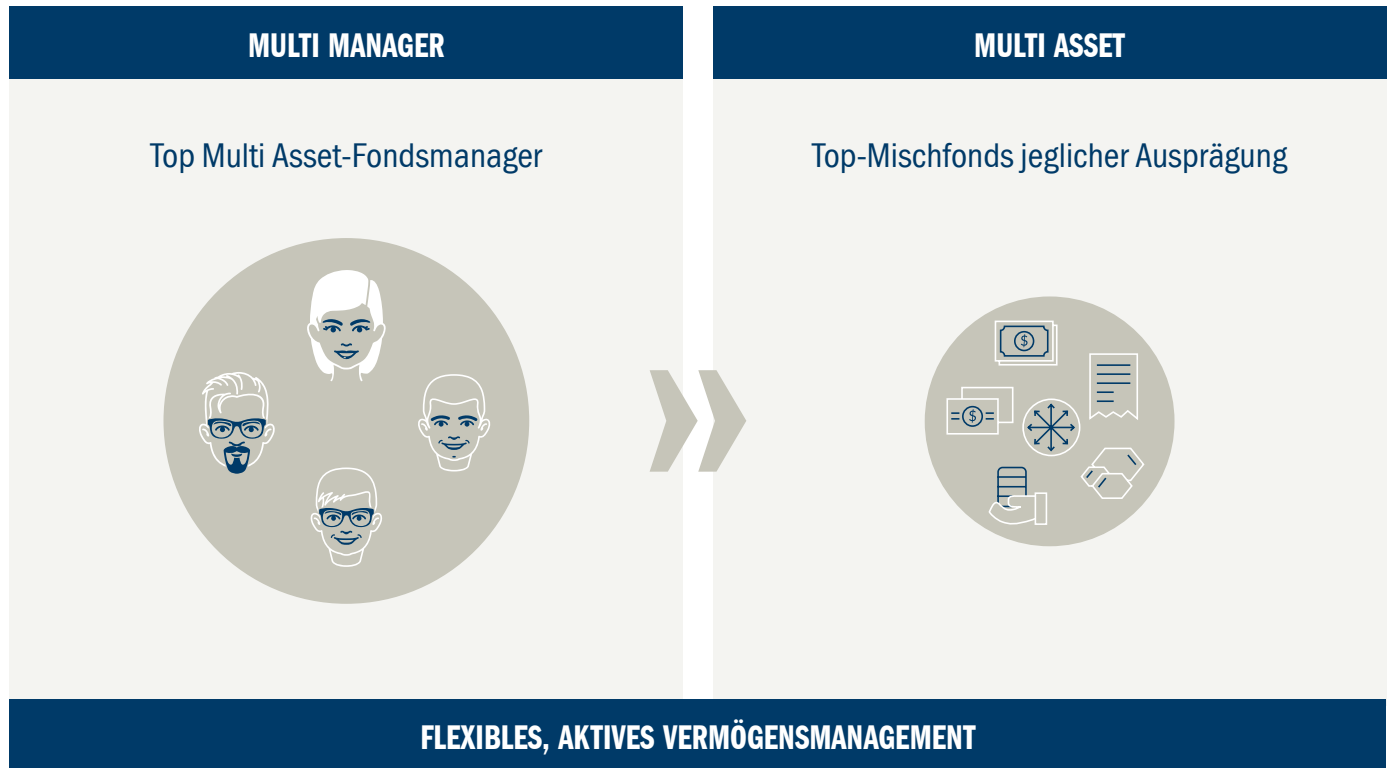 MULTI MANAGER
MULTI ASSET
Top Multi Asset-Fondsmanager
Top-Mischfonds jeglicher Ausprägung
$
=$=
FLEXIBLES, AKTIVES VERMÖGENSMANAGEMENT